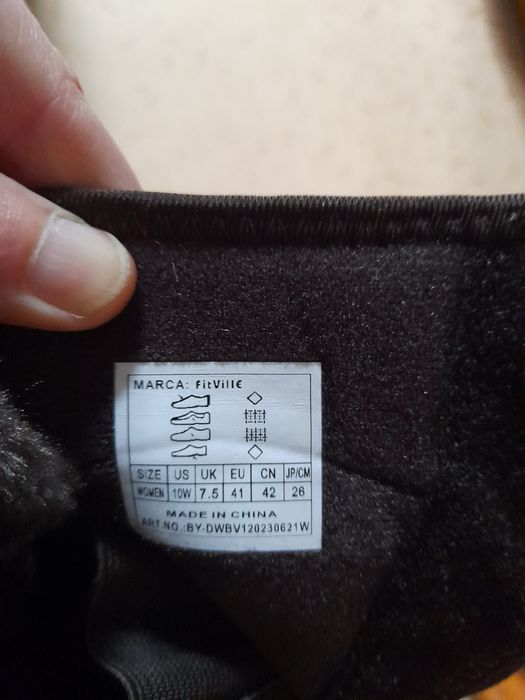 MARCA: FitVille
SIZE US UK EU CN JP/CM
WOMEN 10W 7.5 41 42 26
MADE IN CHINA
ART.NO.:BY-DWBV120230621W